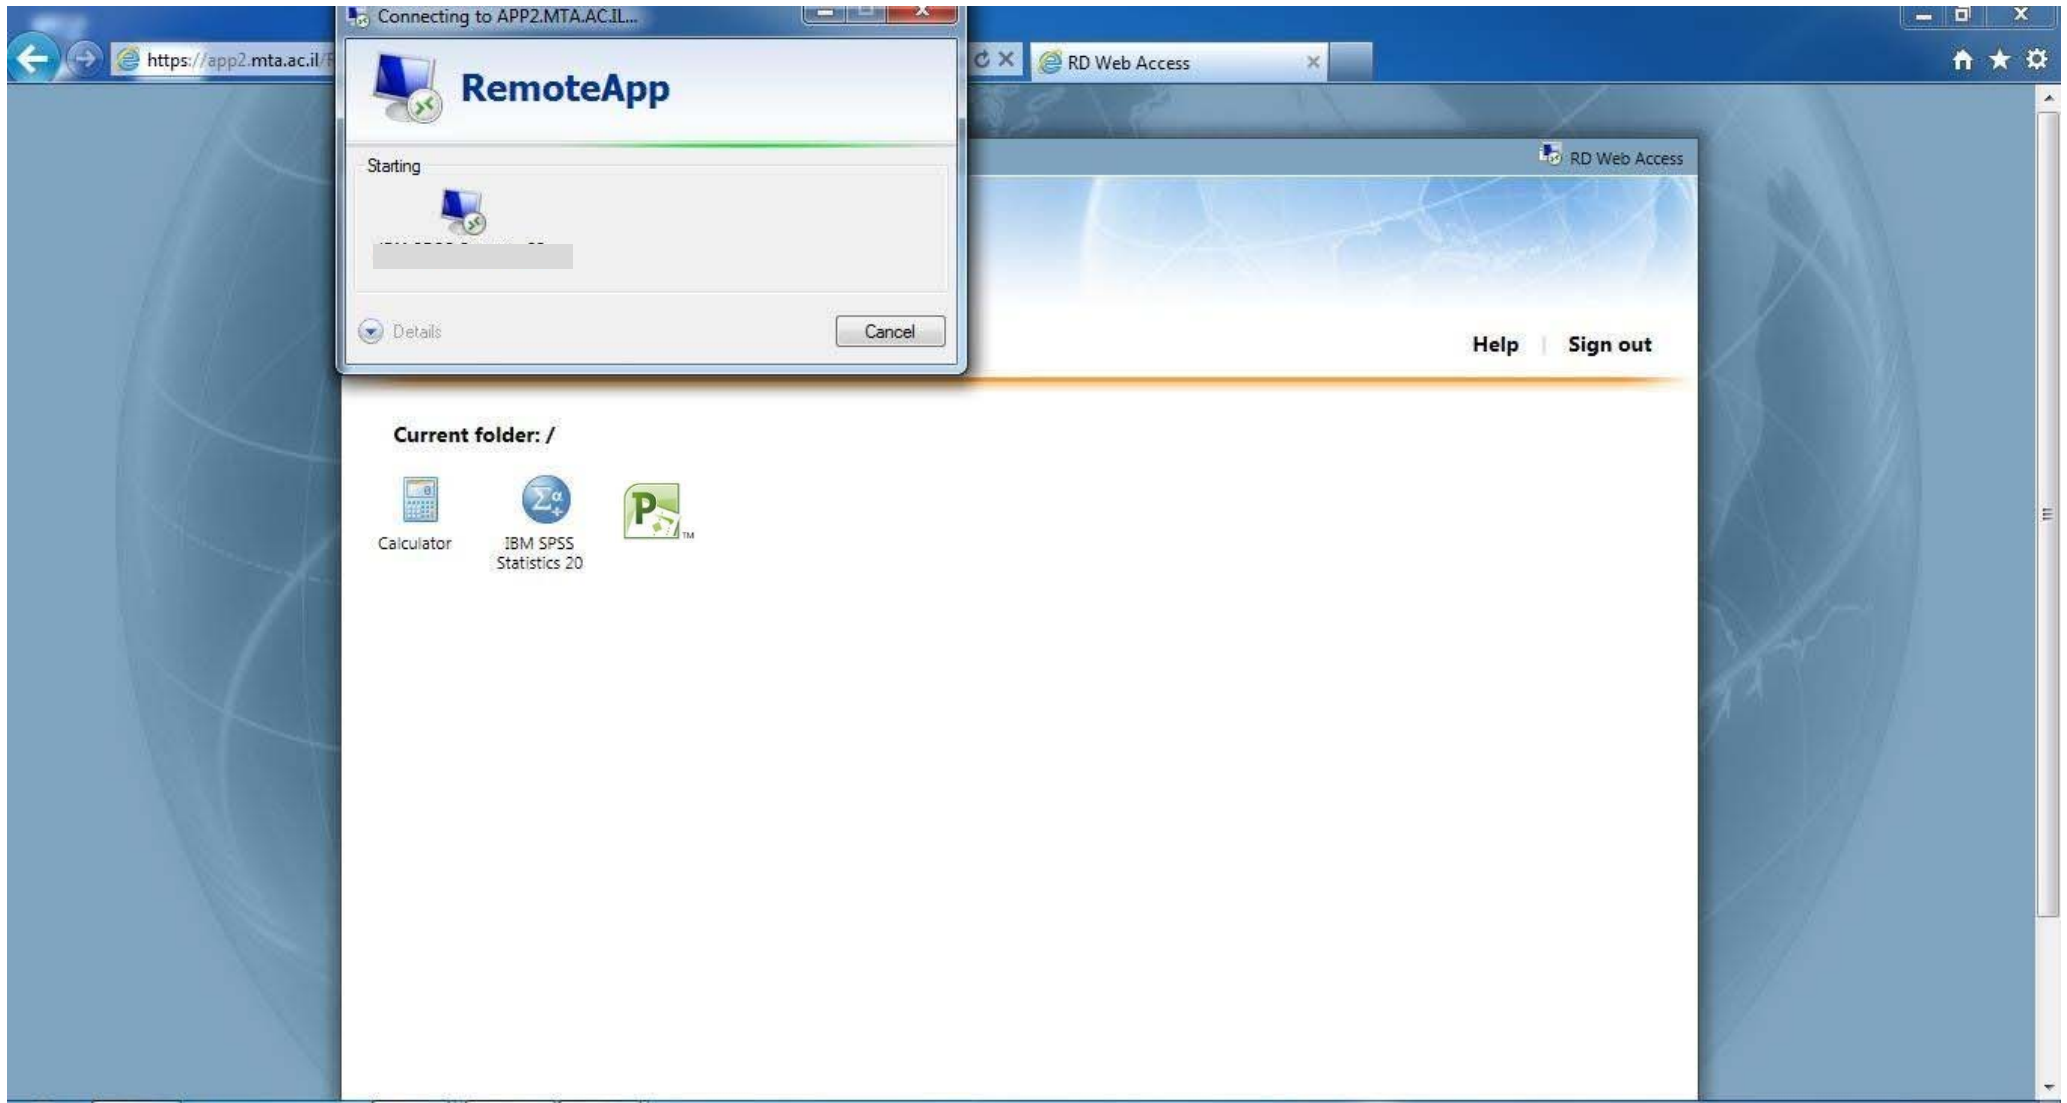 Connecting to APP2.MTA.AC.IL...
https://app2.mta.ac.il/
RD Web Access
RemoteApp
Starting
RD Web Access
Details
Cancel
Help
Sign out
Current folder: /
Calculator
IBM SPSS
Statistics 20
P
TM